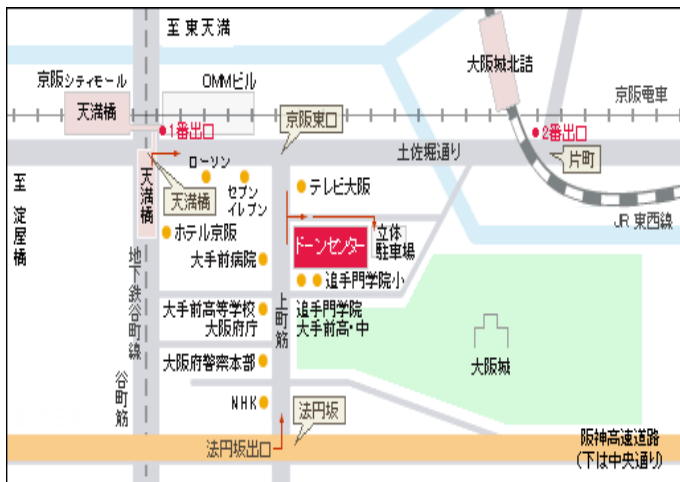 至東天満
京阪シティモール
OMMビル
大阪城北詰
京阪電車
天満橋
京阪東口
1番出口
2番出口
土佐堀通り
片町
ローソン
セブン
イレブン
天満橋
天満橋
テレビ大阪
至 淀屋橋
ホテル京阪
立体
駐車場
JR東西線
ドーンセンター
大手前病院
地下鉄谷町線
追手門学院小
大手前高等学校
大阪府庁
上町筋
追手門学院
大手前高・中
大阪府警察本部
大阪城
谷町筋
NHK
法円坂
法円坂出口
阪神高速道路
(下は中央通り)